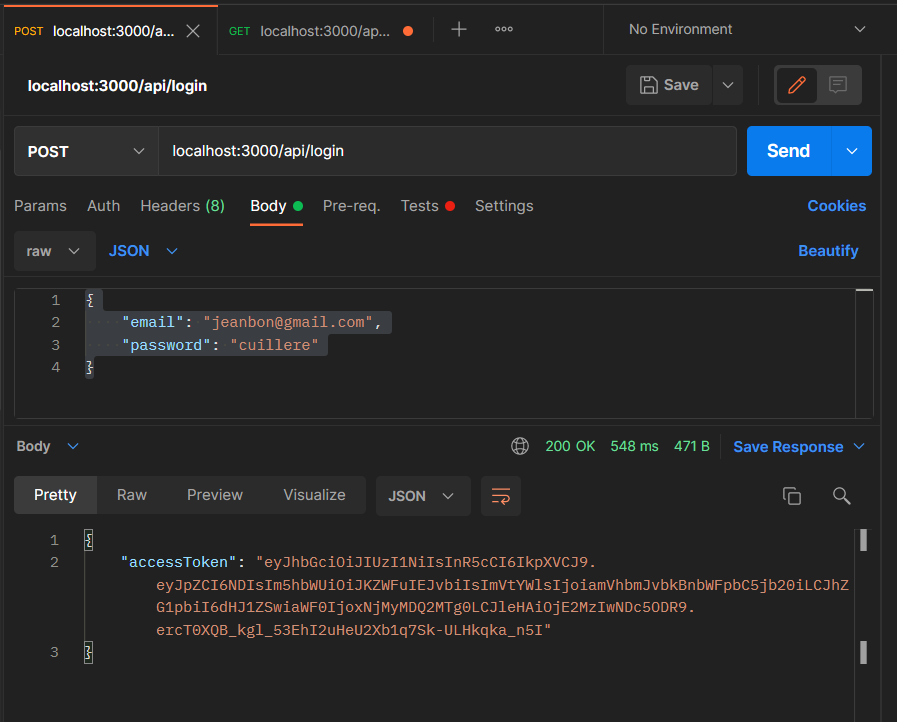 POST localhost:3000/a... GET localhost:3000/ap... No Environment
localhost:3000/api/login Save
POST localhost:3000/api/login Send
Params Auth Headers (8) Body Pre-req. Tests Settings Cookies
raw JSON Beautify
1 {
2 "email": "jeanbon@gmail.com",
3 "password": "cuillere"
4 }
Body 200 OK 548 ms 471 B Save Response
Pretty Raw Preview Visualize JSON
1 {
2 "accessToken": "eyJhbGciOiJIUzI1NiIsInR5cCI6IkpXVCJ9.
eyJpZCI6NDIsIm5hbWUiOiJKZWFuIEJvbiIsImVtYWlsIjoiamVhbmJvbkBnbWFpbC5jb20iLCJhZ
G1pbiI6dHJ1ZSwiaWF0IjoxNjMyMDQ2MTg0LCJleHAiOjE2MzIwNDc5ODR9.
ercT0XQB_kgl_53EhI2uHeU2Xb1q7Sk-ULHkqka_n5I"
3 }